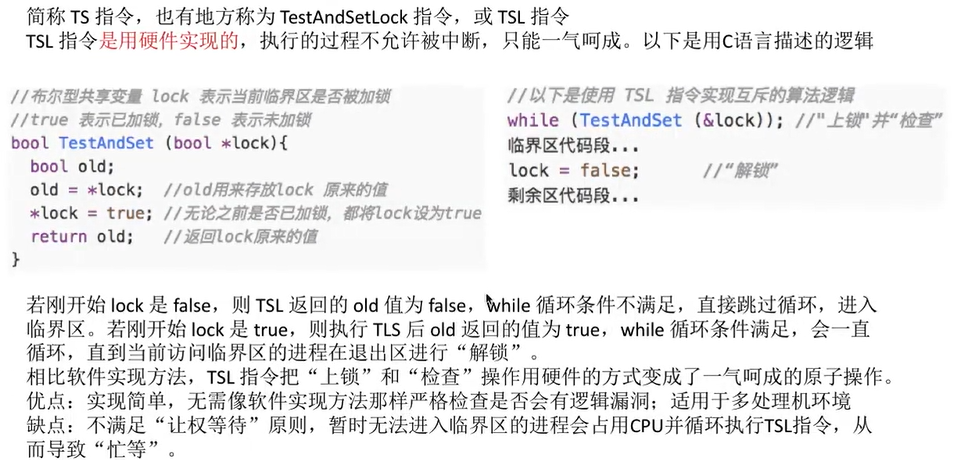 简称 TS 指令，也有地方称为 TestAndSetLock 指令，或 TSL 指令
TSL 指令是用硬件实现的，执行的过程不允许被中断，只能一气呵成。以下是用C语言描述的逻辑
//布尔型共享变量 lock 表示当前临界区是否被加锁
//true 表示已加锁，false 表示未加锁
bool TestAndSet (bool *lock){
bool old;
old = *lock; //old用来存放lock 原来的值
*lock = true; //无论之前是否已加锁，都将lock设为true
return old; //返回lock原来的值
}
//以下是使用 TSL 指令实现互斥的算法逻辑
while (TestAndSet (&lock)); //"上锁"并“检查”
临界区代码段...
lock = false; //“解锁”
剩余区代码段...
若刚开始 lock 是 false，则 TSL 返回的 old 值为 false，while 循环条件不满足，直接跳过循环，进入
临界区。若刚开始 lock 是 true，则执行 TLS 后 old 返回的值为 true，while 循环条件满足，会一直
循环，直到当前访问临界区的进程在退出区进行“解锁”。
相比软件实现方法，TSL 指令把“上锁”和“检查”操作用硬件的方式变成了一气呵成的原子操作。
优点：实现简单，无需像软件实现方法那样严格检查是否会有逻辑漏洞；适用于多处理机环境
缺点：不满足“让权等待”原则，暂时无法进入临界区的进程会占用CPU并循环执行TSL指令，从
而导致“忙等”。